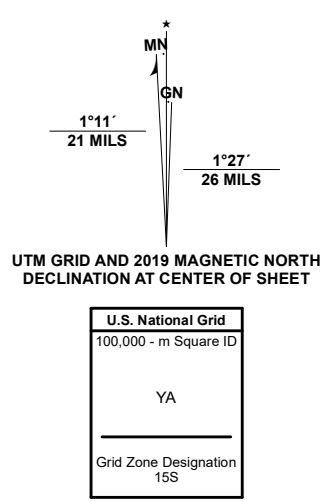 ★
MN
GN
1°11´
21 MILS
1°27´
26 MILS
UTM GRID AND 2019 MAGNETIC NORTH
DECLINATION AT CENTER OF SHEET
U.S. National Grid
100,000 - m Square ID
YA
Grid Zone Designation
15S